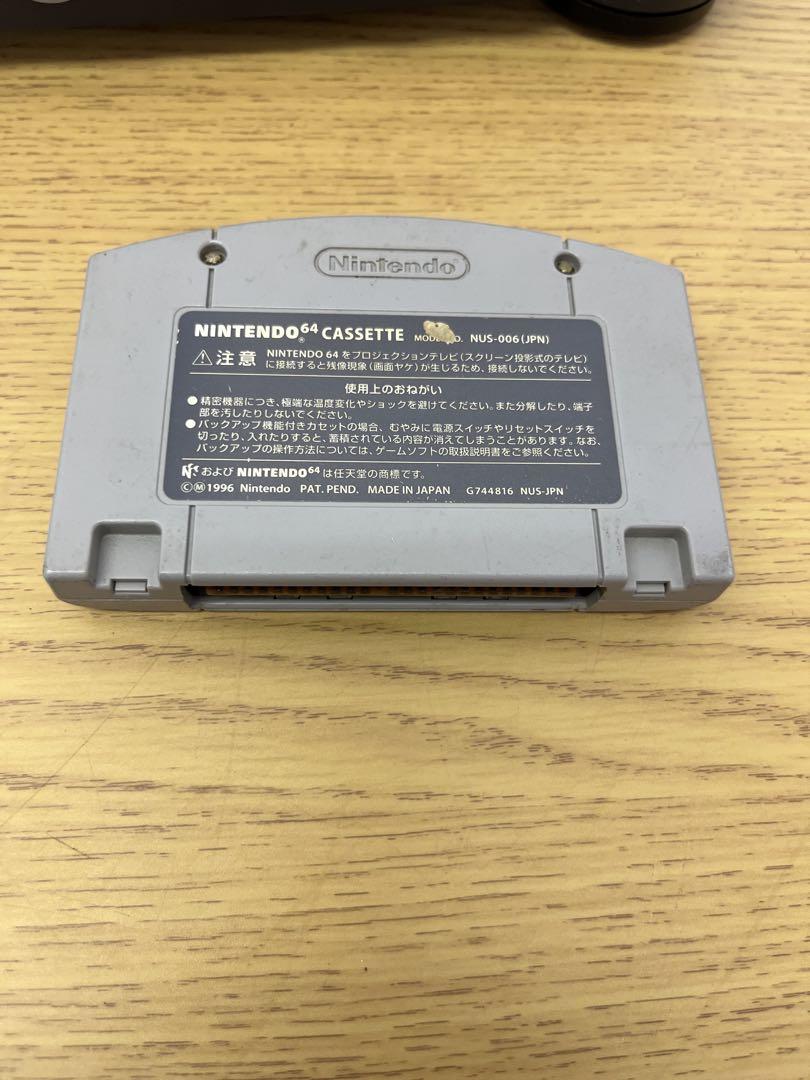 Nintendo
NINTENDO64 CASSETTE NUS-006(JPN)
⚠注意 NINTENDO 64 をプロジェクションテレビ(スクリーン投影式のテレビ)
に接続すると残像現象(画面ヤケ)が生じるため、接続しないでください。
使用上のおねがい
●精密機器につき、極端な温度変化やショックを避けてください。また分解したり、端子
部を汚したりしないでください。
●バックアップ機能付きカセットの場合、むやみに電源スイッチやリセットスイッチを
切ったり、入れたりすると、蓄積されている内容が消えてしまうことがあります。なお、
バックアップの操作方法については、ゲームソフトの取扱説明書をご参照ください。
および NINTENDO64 は任天堂の商標です。
©Ⓜ1996 Nintendo PAT. PEND. MADE IN JAPAN G744816 NUS-JPN